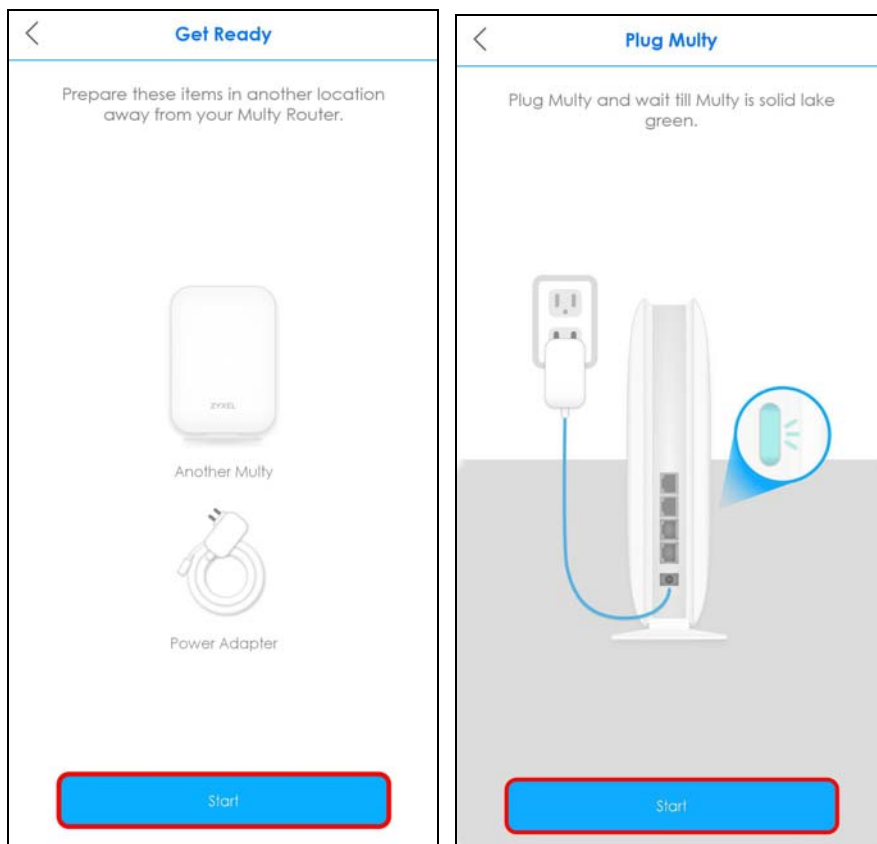 Get Ready
Prepare these items in another location
away from your Multy Router.
ZYXEL
Another Multy
Power Adapter
Start
Plug Multy
Plug Multy and wait till Multy is solid lake
green.
Start